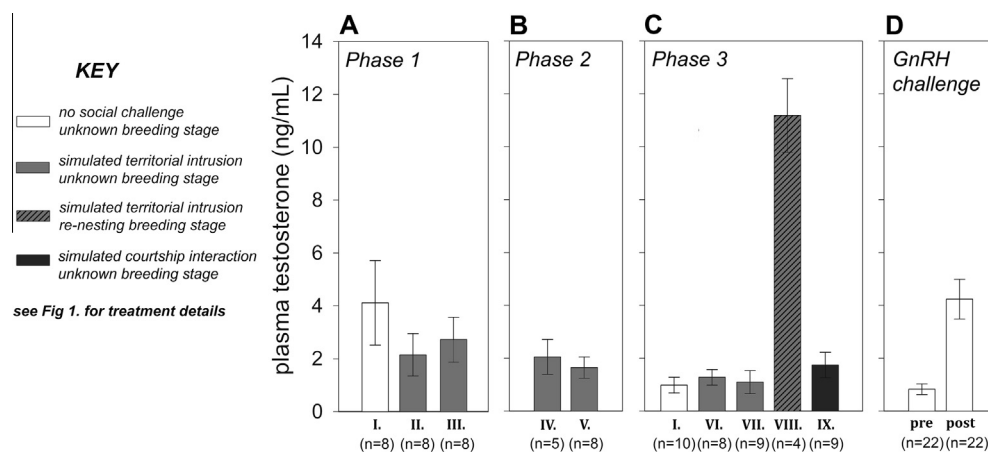 KEY
no social challenge
unknown breeding stage
simulated territorial intrusion
unknown breeding stage
simulated territorial intrusion
re-nesting breeding stage
simulated courtship interaction
unknown breeding stage
see Fig 1. for treatment details
plasma testosterone (ng/mL)
14
12
10
8
6
4
2
0
A
Phase 1
I. II. III.
(n=8) (n=8) (n=8)
B
Phase 2
IV. V.
(n=5) (n=8)
C
Phase 3
I. VI. VII. VIII. IX.
(n=10) (n=8) (n=9) (n=4) (n=9)
D
GnRH
challenge
pre post
(n=22) (n=22)